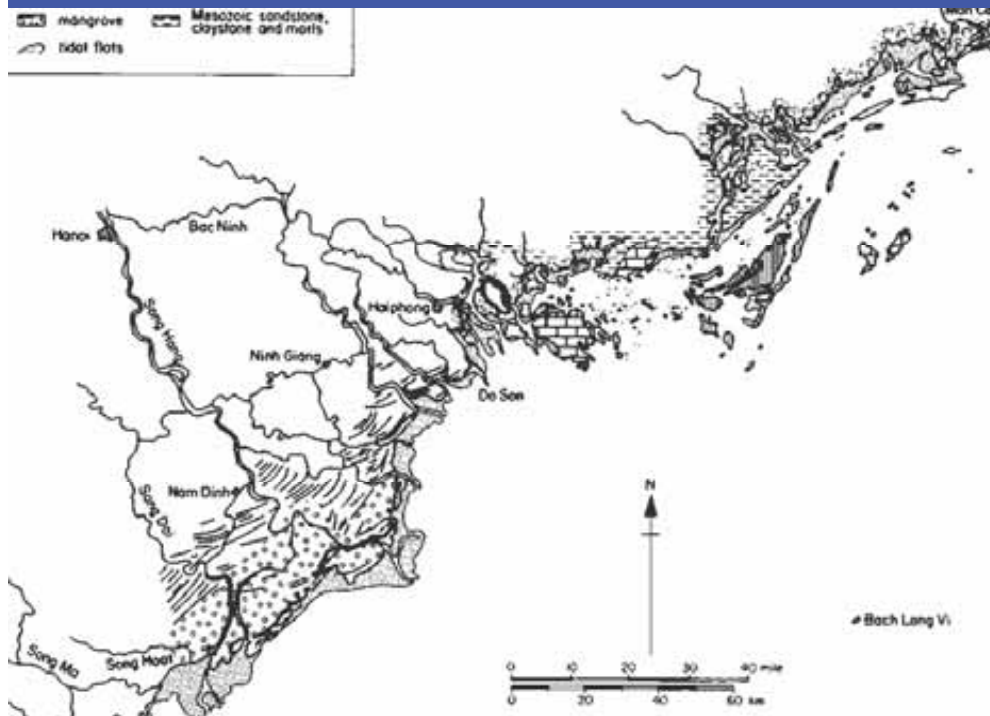 mangrove
Mesozoic sandstone,
claystone and marls
tidal flats
Hanoi
Bac Ninh
Haiphong
Song Hong
Ninh Giang
Do Son
Nam Dinh
Song Dai
N
Bach Long Vi
Song Ma
Song Hoat
0 10 20 30 40 mile
0 20 40 60 km